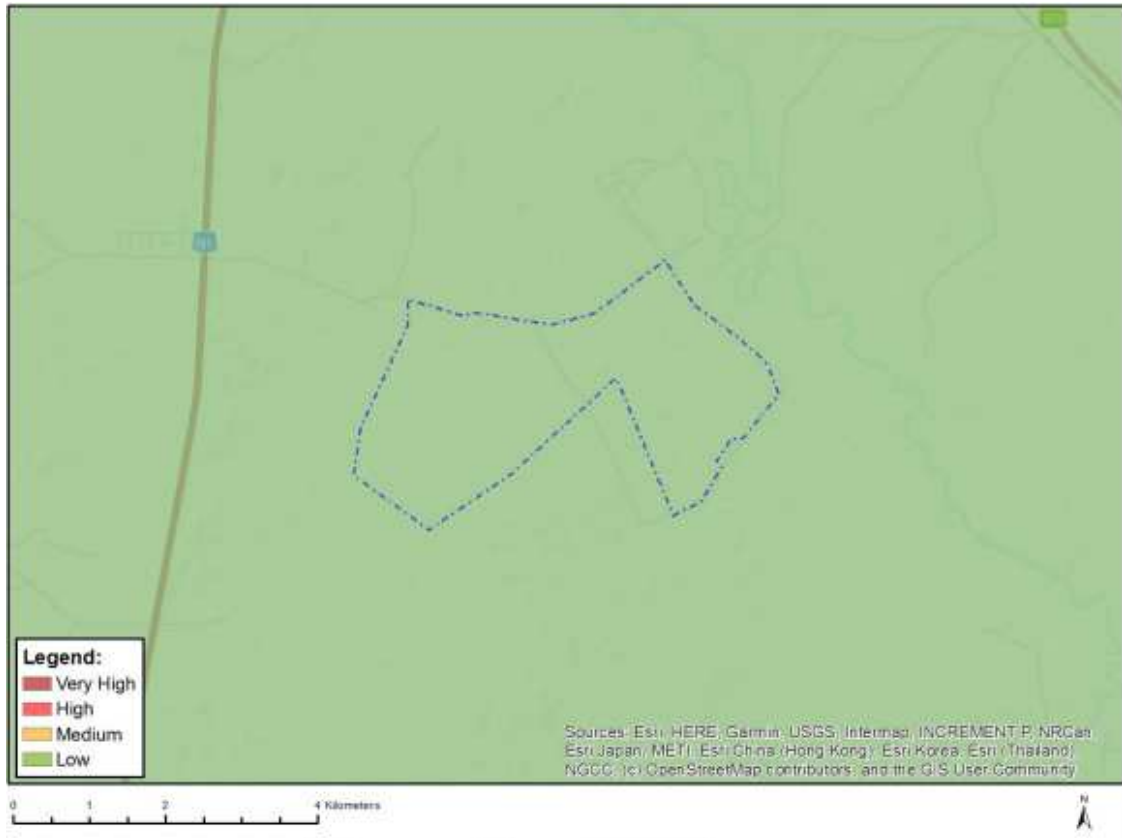 Legend:
Very High
High
Medium
Low
Sources: Esri, HERE, Garmin, USGS, Intermap, INCREMENT P, NRCan,
Esri Japan, METI, Esri China (Hong Kong), Esri Korea, Esri (Thailand),
NGCC, (c) OpenStreetMap contributors, and the GIS User Community
0 1 2 4 Kilometers
N